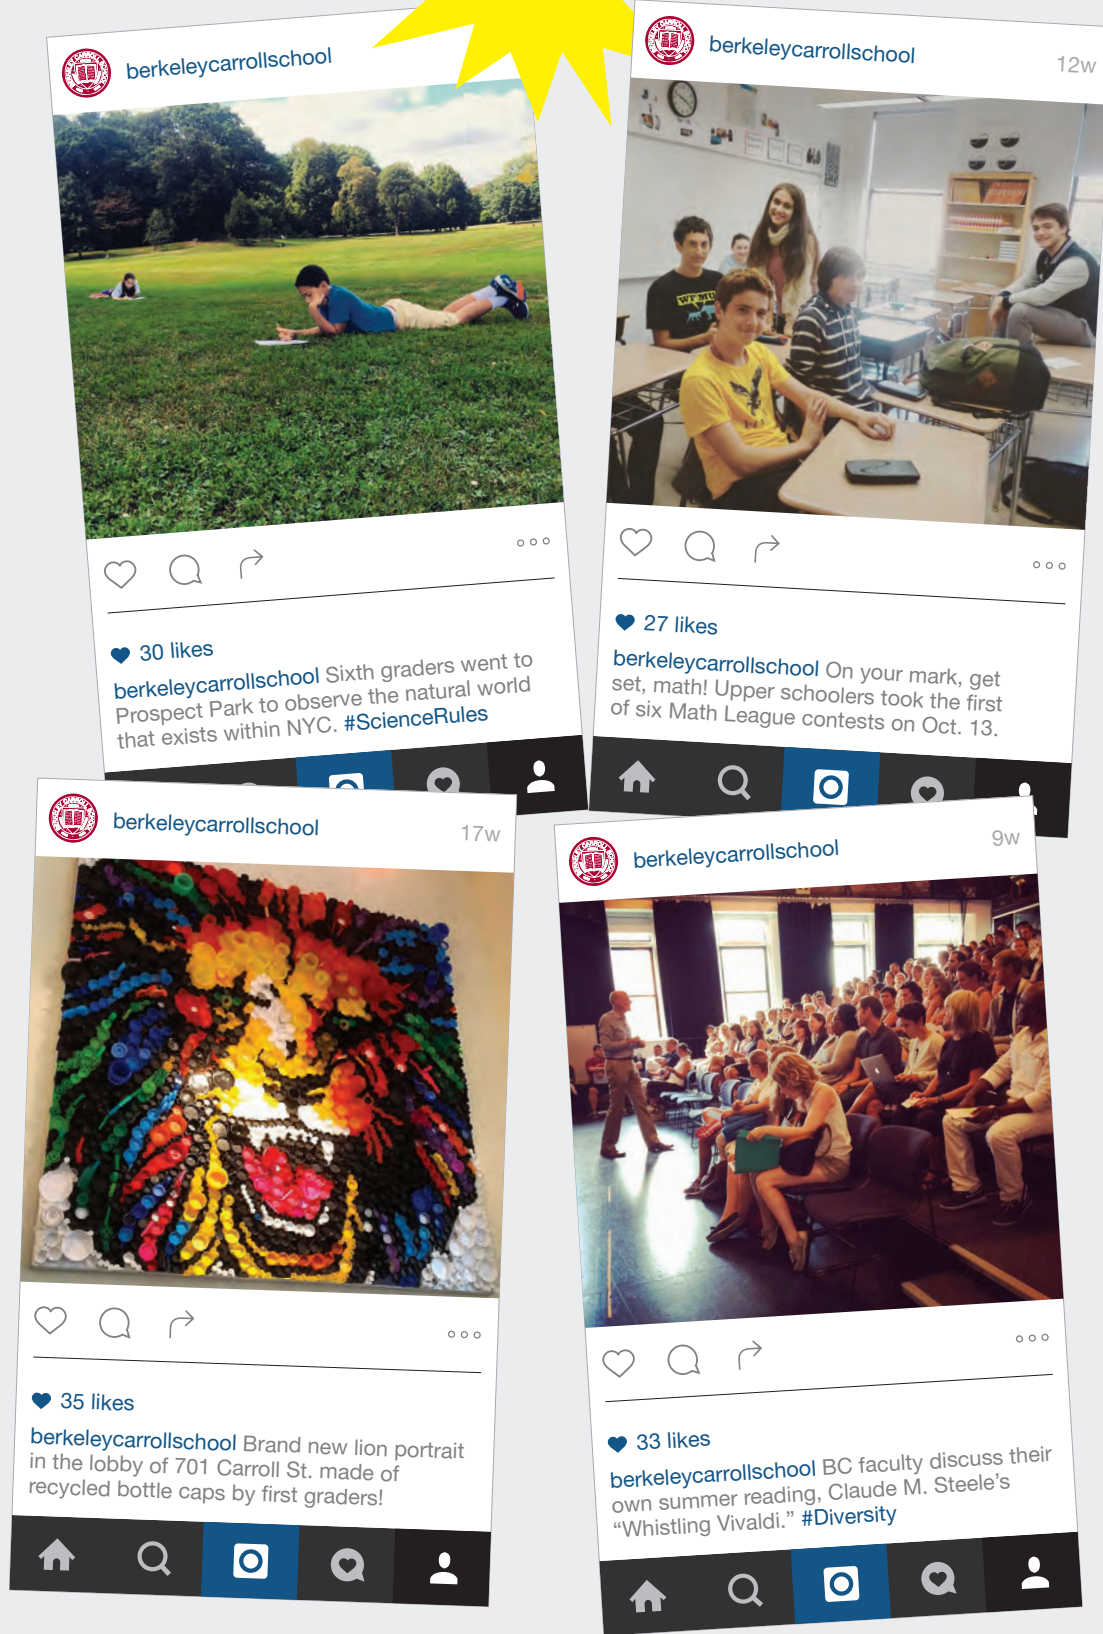 berkeleycarrollschool
30 likes
berkeleycarrollschool Sixth graders went to
Prospect Park to observe the natural world
that exists within NYC. #ScienceRules
berkeleycarrollschool
12w
27 likes
berkeleycarrollschool On your mark, get
set, math! Upper schoolers took the first
of six Math League contests on Oct. 13.
berkeleycarrollschool
17w
35 likes
berkeleycarrollschool Brand new lion portrait
in the lobby of 701 Carroll St. made of
recycled bottle caps by first graders!
berkeleycarrollschool
9w
33 likes
berkeleycarrollschool BC faculty discuss their
own summer reading, Claude M. Steele’s
“Whistling Vivaldi.” #Diversity